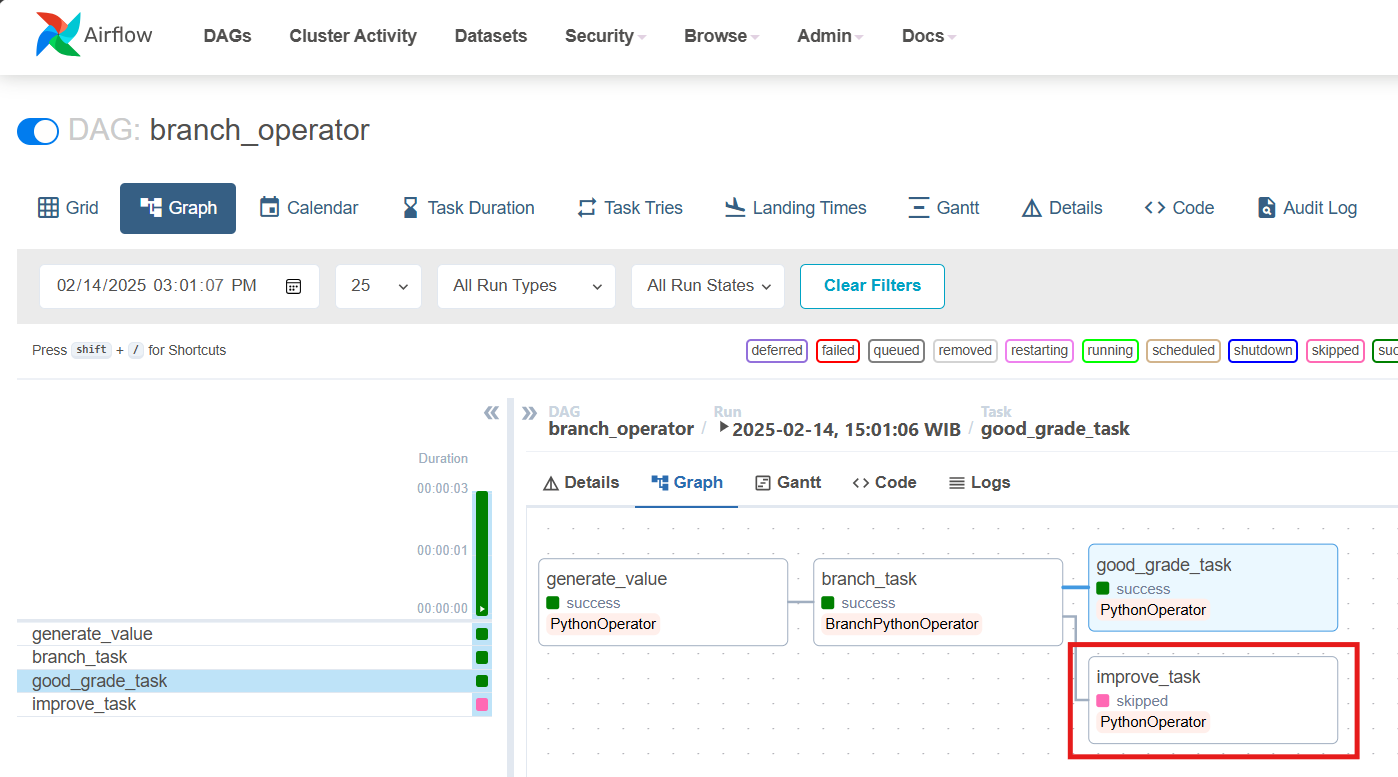 Airflow DAGs Cluster Activity Datasets Security Browse Admin Docs
DAG: branch_operator
Grid Graph Calendar Task Duration Task Tries Landing Times Gantt Details Code Audit Log
02/14/2025 03:01:07 PM 25 All Run Types All Run States Clear Filters
Press shift + / for Shortcuts deferred failed queued removed restarting running scheduled shutdown skipped suc
DAG Run Task
branch_operator / 2025-02-14, 15:01:06 WIB / good_grade_task
Duration
00:00:03
00:00:01
00:00:00
generate_value
branch_task
good_grade_task
improve_task
Details Graph Gantt Code Logs
generate_value
success
PythonOperator
branch_task
success
BranchPythonOperator
good_grade_task
success
PythonOperator
improve_task
skipped
PythonOperator